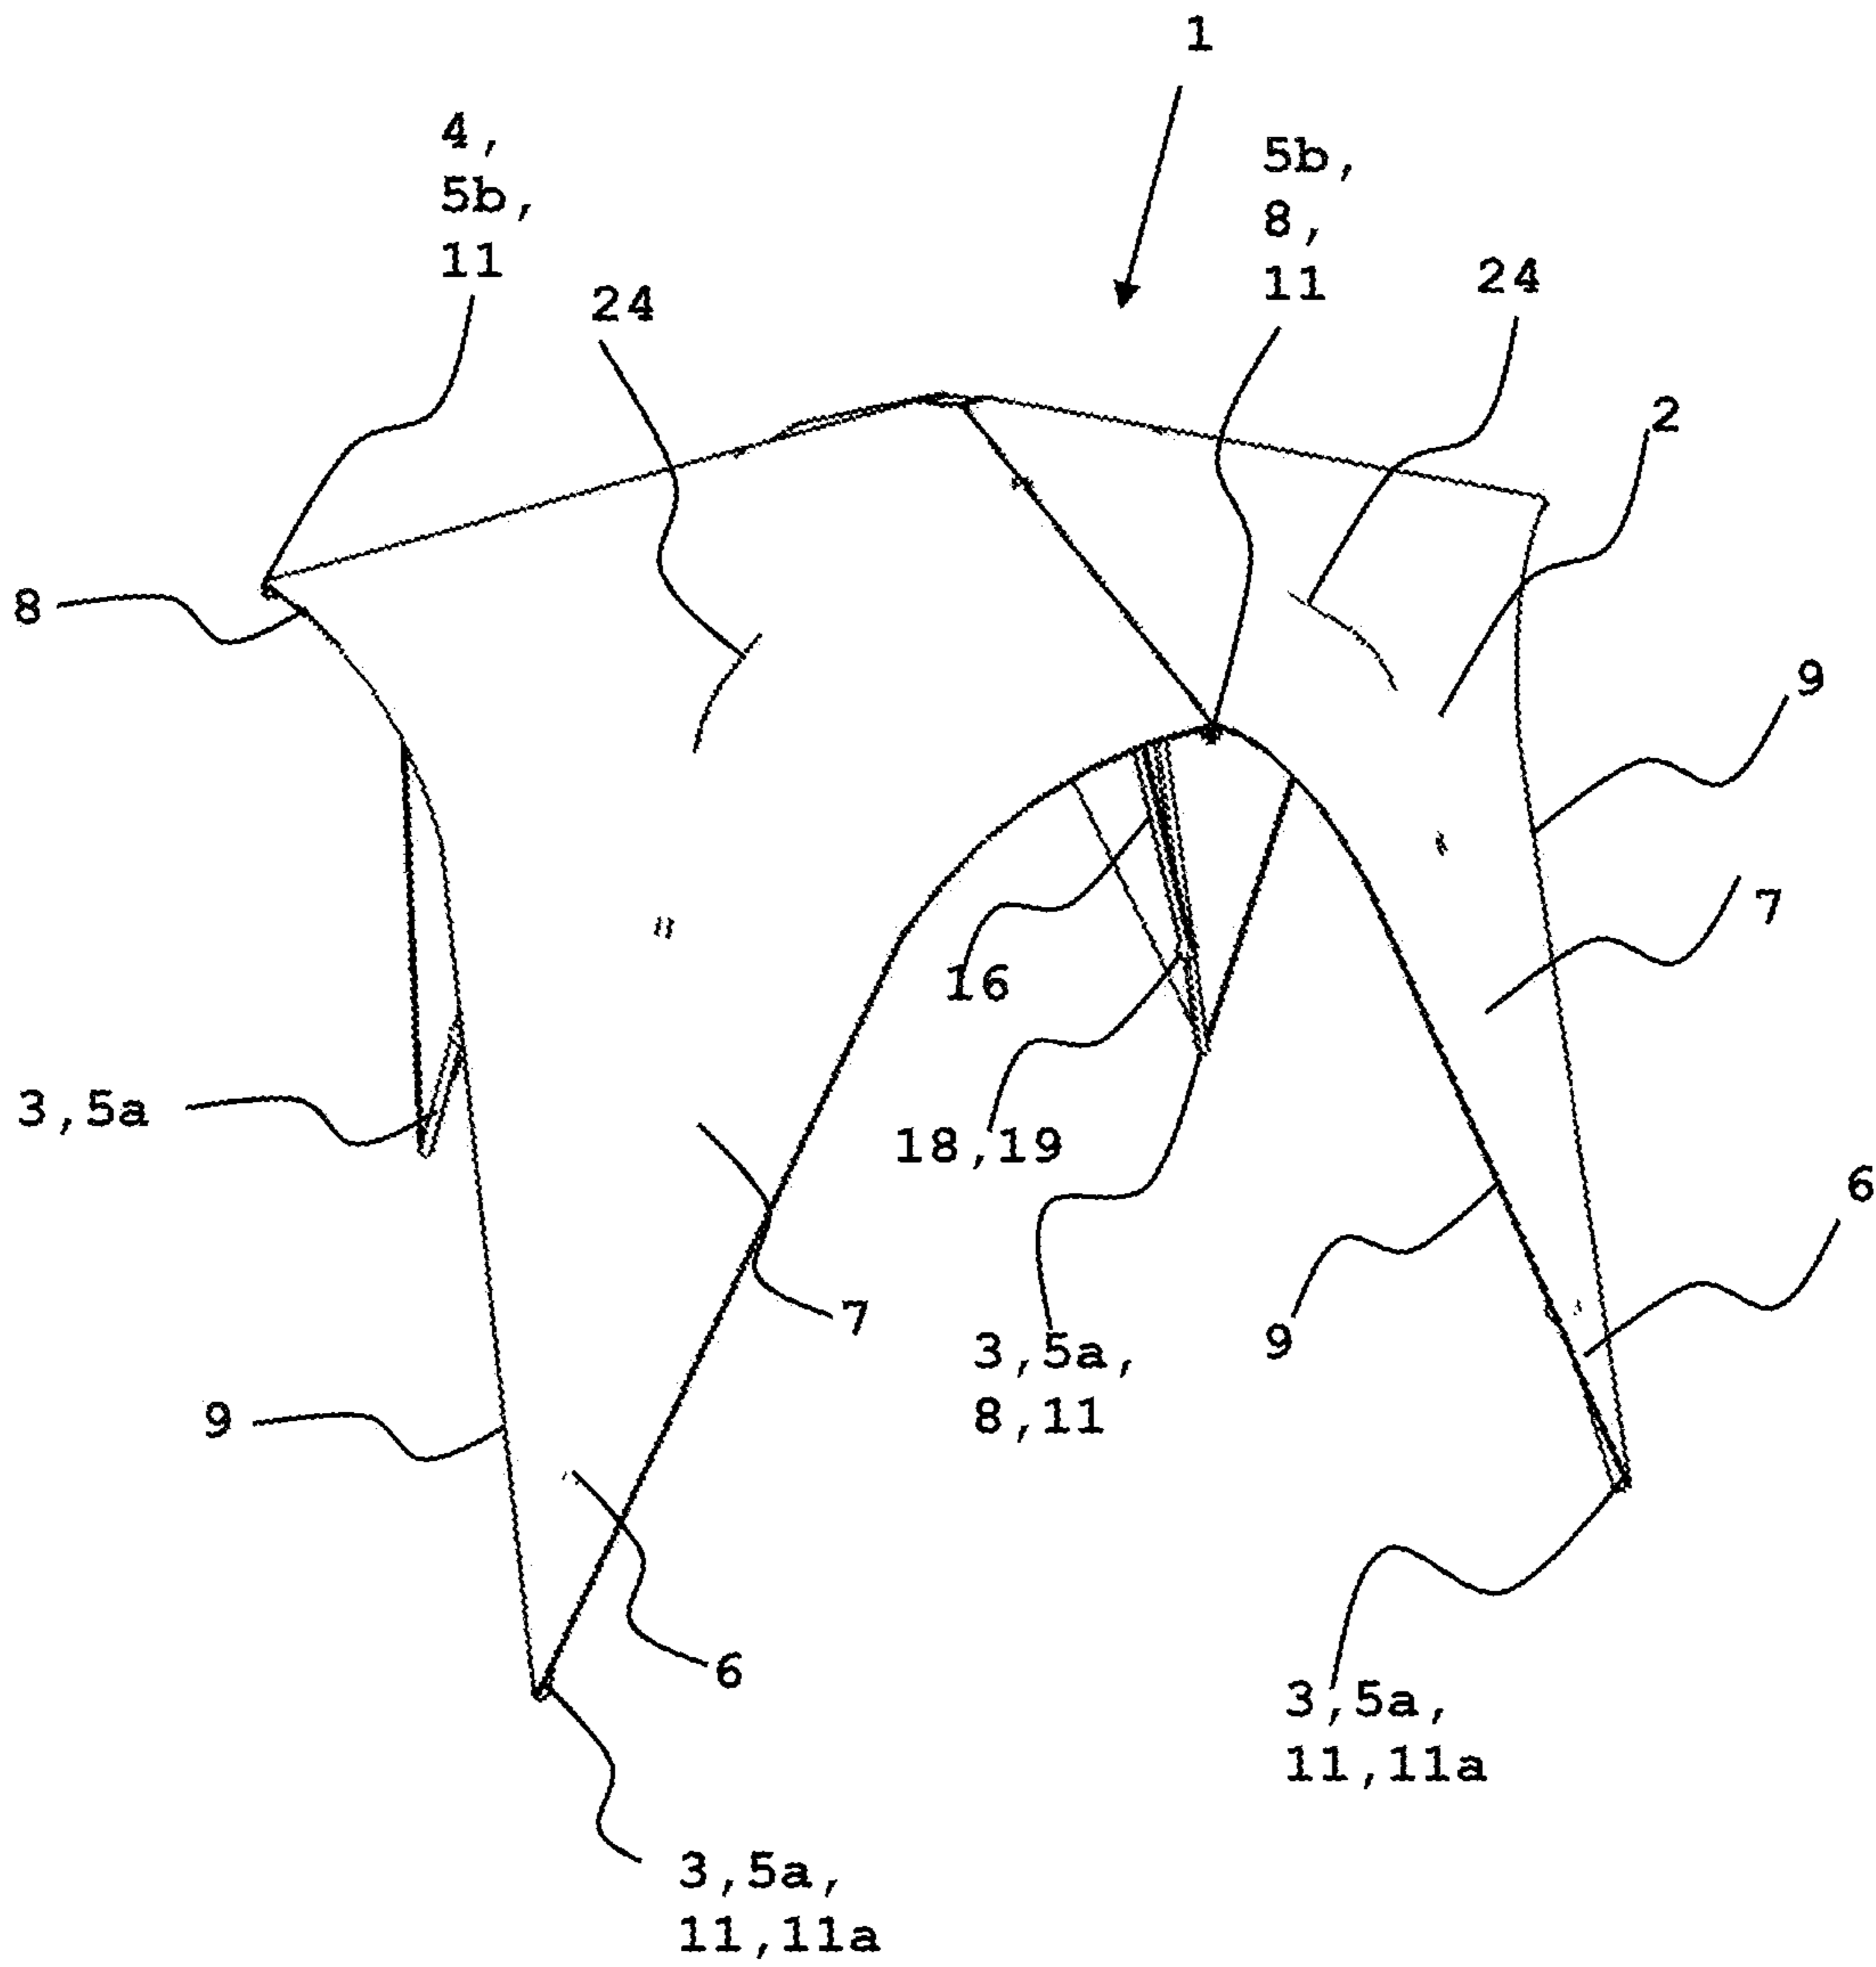 1
4,
5b,
11
5b,
8,
11
24
24
2
8
9
7
16
3,5a
18,19
6
7
9
3,5a,
8,11
9
6
3,5a,
11,11a
3,5a,
11,11a